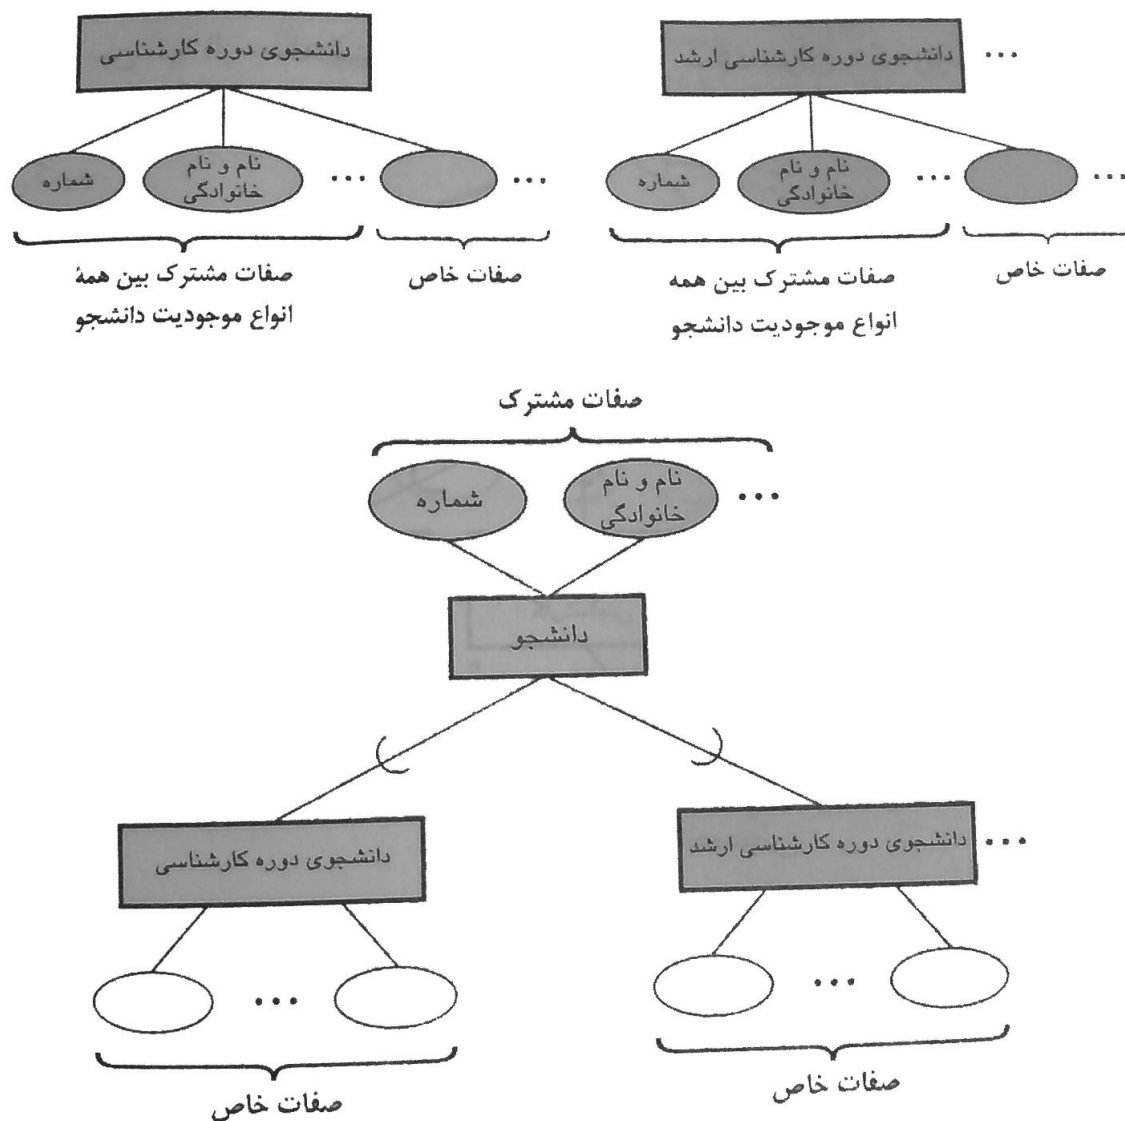 دانشجوی دوره کارشناسی
دانشجوی دوره کارشناسی ارشد ...
شماره
نام و نام
خانوادگی
...
...
شماره
نام و نام
خانوادگی
...
...
صفات مشترک بین همهٔ
انواع موجودیت دانشجو
صفات خاص
صفات مشترک بین همه
انواع موجودیت دانشجو
صفات خاص
صفات مشترک
شماره
نام و نام
خانوادگی
...
دانشجو
دانشجوی دوره کارشناسی
دانشجوی دوره کارشناسی ارشد ...
...
...
صفات خاص
صفات خاص